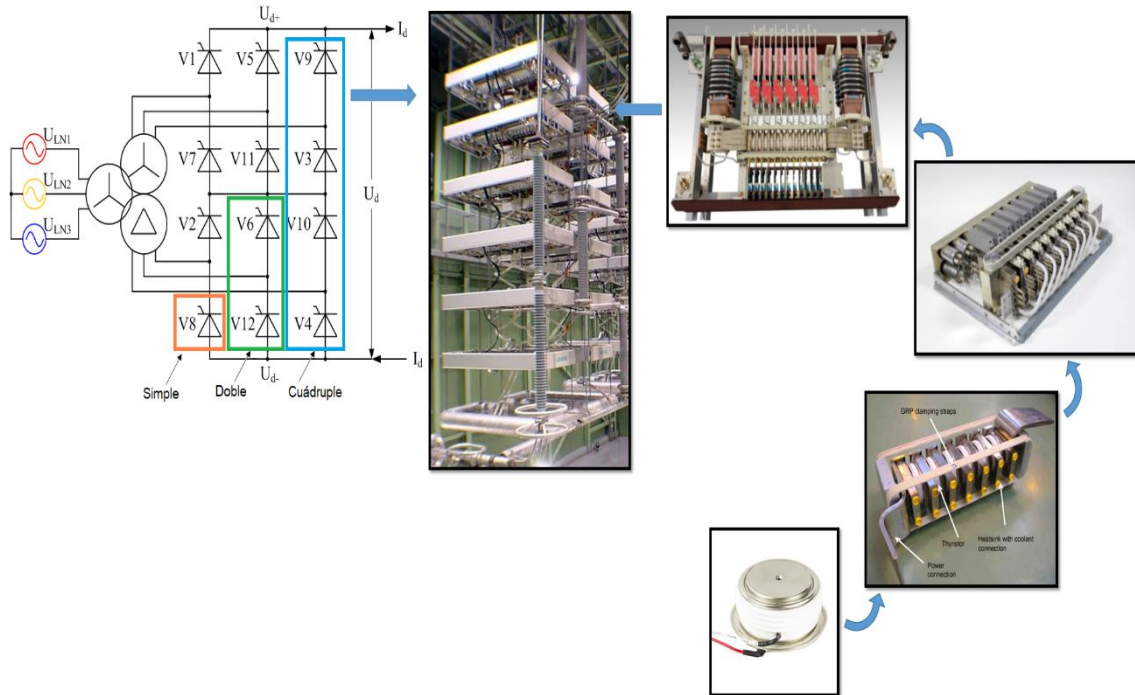 U_d+
I_d
V1
V5
V9
U_LN1
U_LN2
U_LN3
V7
V11
V3
U_d
V2
V6
V10
V8
V12
V4
I_d
U_d-
Simple
Doble
Cuádruple
GRP clamping straps
Thyristor
Heatsink with coolant
connection
Power
connection